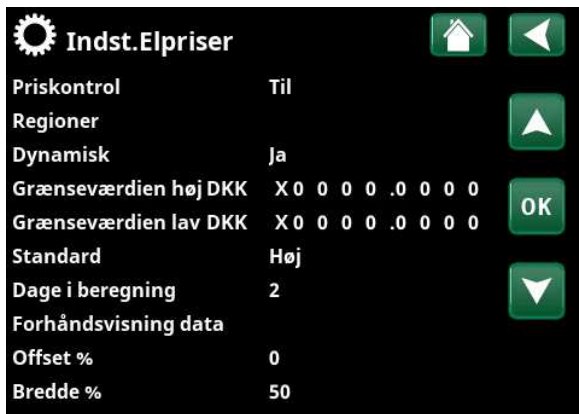 Indst.Elpriser
Priskontrol Til
Regioner
Dynamisk Ja
Grænseværdien høj DKK X 0 0 0 0 .0 0 0 0
OK
Grænseværdien lav DKK X 0 0 0 0 .0 0 0 0
Standard Høj
Dage i beregning 2
Forhåndsvisning data
Offset % 0
Bredde % 50